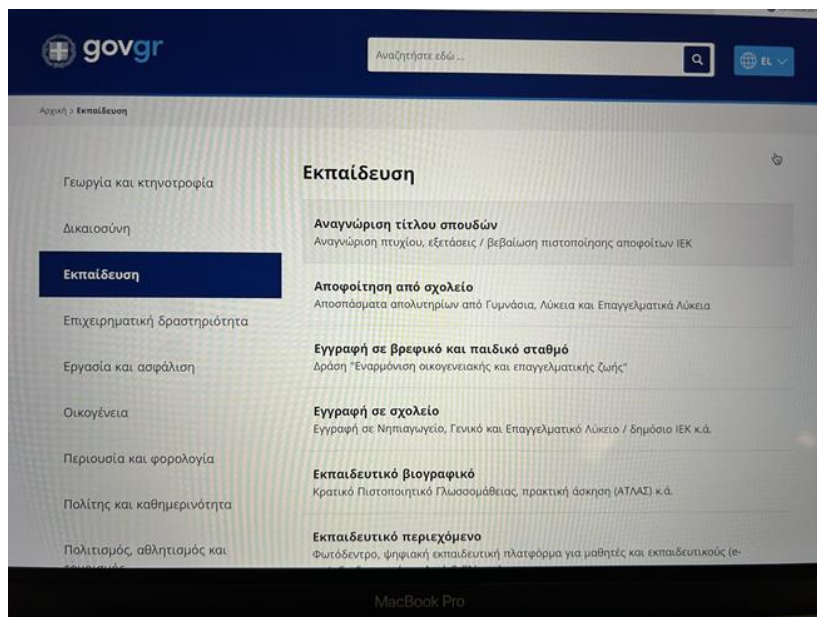 govgr
Αναζητήστε εδώ ...
EL
Αρχική > Εκπαίδευση
Γεωργία και κτηνοτροφία
Δικαιοσύνη
Εκπαίδευση
Επιχειρηματική δραστηριότητα
Εργασία και ασφάλιση
Οικογένεια
Περιουσία και φορολογία
Πολίτης και καθημερινότητα
Πολιτισμός, αθλητισμός και
Εκπαίδευση
Αναγνώριση τίτλου σπουδών
Αναγνώριση πτυχίου, εξετάσεις / βεβαίωση πιστοποίησης αποφοίτων ΙΕΚ
Αποφοίτηση από σχολείο
Αποσπάσματα απολυτηρίων από Γυμνάσια, Λύκεια και Επαγγελματικά Λύκεια
Εγγραφή σε βρεφικό και παιδικό σταθμό
Δράση "Εναρμόνιση οικογενειακής και επαγγελματικής ζωής"
Εγγραφή σε σχολείο
Εγγραφή σε Νηπιαγωγείο, Γενικό και Επαγγελματικό Λύκειο / δημόσιο ΙΕΚ κ.ά.
Εκπαιδευτικό βιογραφικό
Κρατικό Πιστοποιητικό Γλωσσομάθειας, πρακτική άσκηση (ΑΤΛΑΣ) κ.ά.
Εκπαιδευτικό περιεχόμενο
Φωτόδεντρο, ψηφιακή εκπαιδευτική πλατφόρμα για μαθητές και εκπαιδευτικούς (e-
MacBook Pro